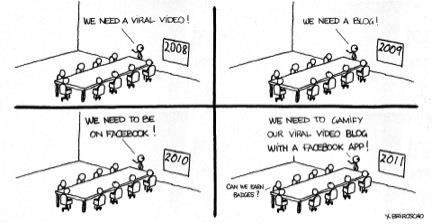 WE NEED A VIRAL VIDEO!
2008
WE NEED A BLOG!
2009
WE NEED TO BE
ON FACEBOOK!
2010
WE NEED TO GAMIFY
OUR VIRAL VIDEO BLOG
WITH A FACEBOOK APP!
2011
CAN WE EARN
BADGES?